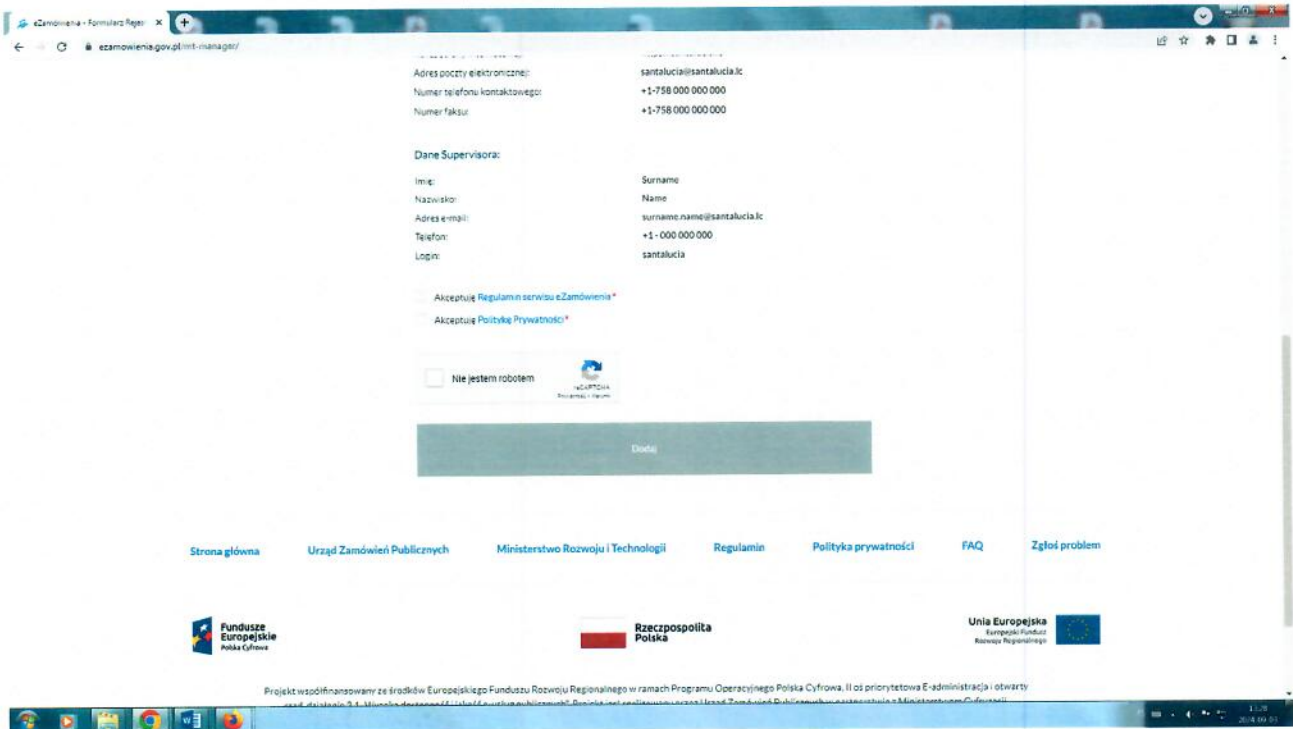 eZamówienia - Formularz Rejest
ezamowienia.gov.pl/mt-manager/
Adres poczty elektronicznej: santalucia@santalucia.lc
Numer telefonu kontaktowego: +1-758 000 000 000
Numer faksu: +1-758 000 000 000
Dane Supervisora:
Imię: Surname
Nazwisko: Name
Adres e-mail: surname.name@santalucia.lc
Telefon: +1 - 000 000 000
Login: santalucia
Akceptuję Regulamin serwisu eZamówienia *
Akceptuję Politykę Prywatności *
Nie jestem robotem
reCAPTCHA
Dodaj
Strona główna Urząd Zamówień Publicznych Ministerstwo Rozwoju i Technologii Regulamin Polityka prywatności FAQ Zgłoś problem
Fundusze
Europejskie
Polska Cyfrowa
Rzeczpospolita
Polska
Unia Europejska
Europejski Fundusz
Rozwoju Regionalnego
Projekt współfinansowany ze środków Europejskiego Funduszu Rozwoju Regionalnego w ramach Programu Operacyjnego Polska Cyfrowa, II oś priorytetowa E-administracja i otwarty
13:28